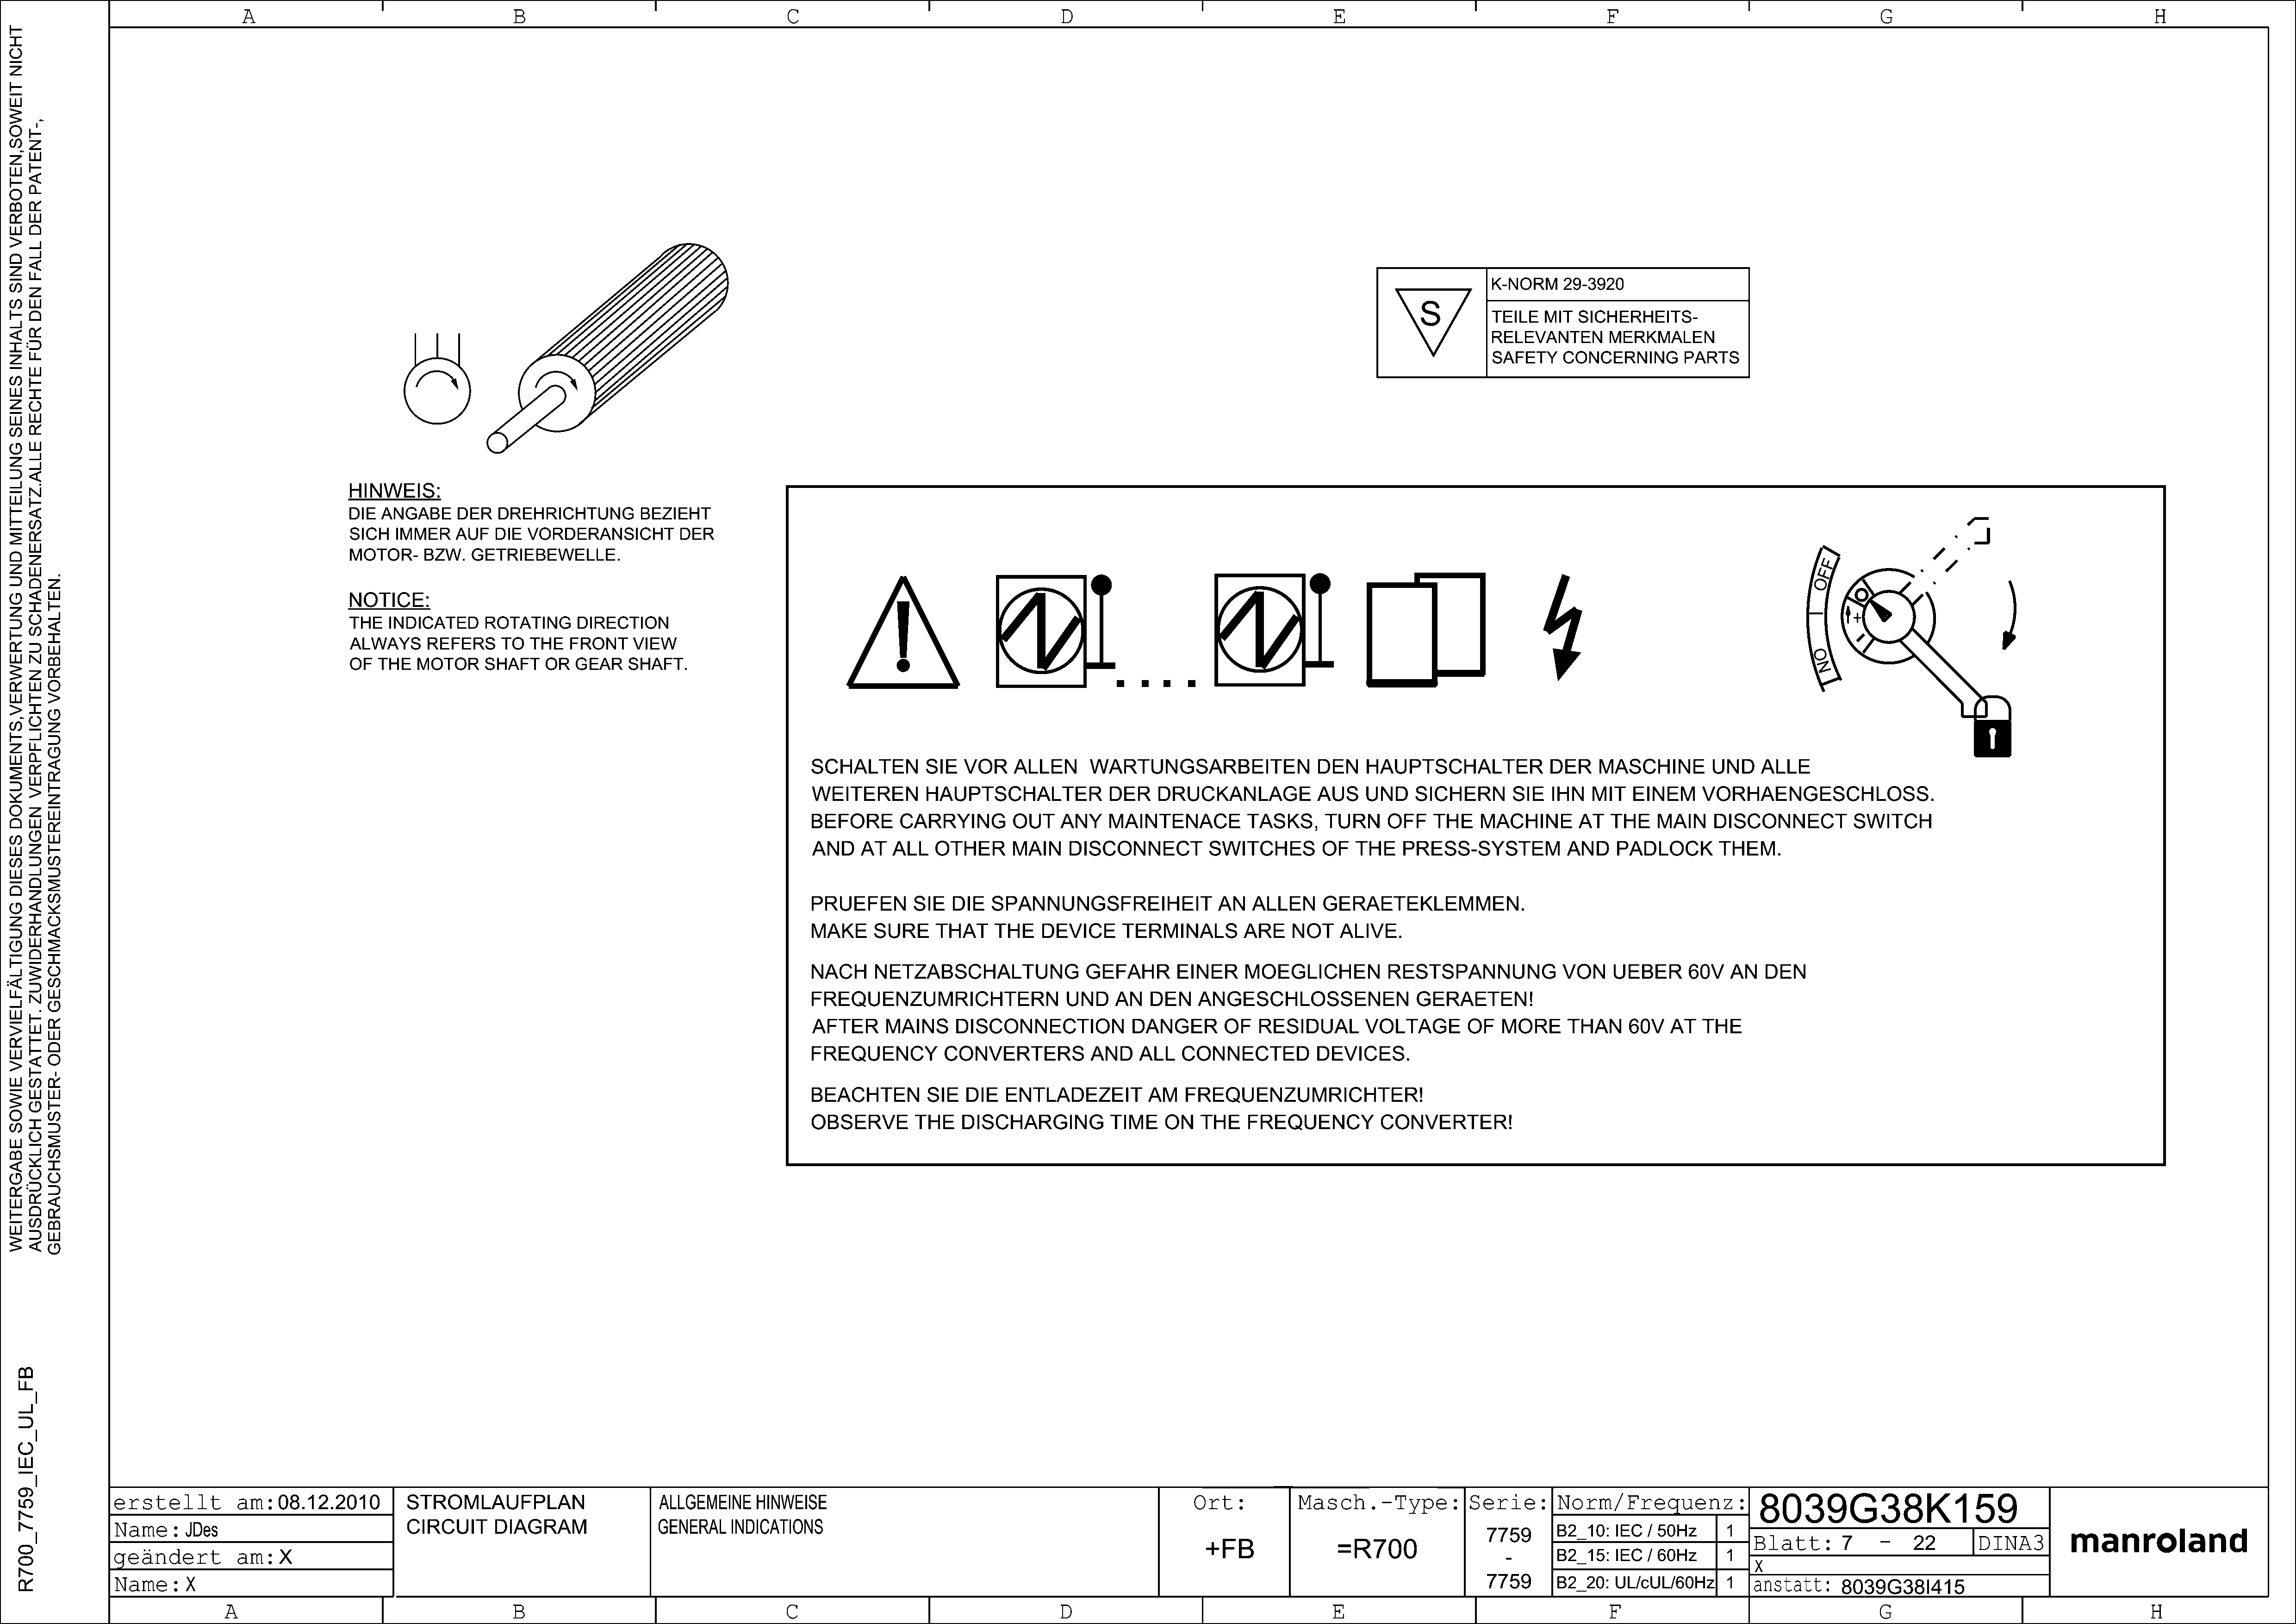 A B C D E F G H
WEITERGABE SOWIE VERVIELFÄLTIGUNG DIESES DOKUMENTS,VERWERTUNG UND MITTEILUNG SEINES INHALTS SIND VERBOTEN,SOWEIT NICHT
AUSDRÜCKLICH GESTATTET. ZUWIDERHANDLUNGEN VERPFLICHTEN ZU SCHADENERSATZ.ALLE RECHTE FÜR DEN FALL DER PATENT-,
GEBRAUCHSMUSTER- ODER GESCHMACKSMUSTEREINTRAGUNG VORBEHALTEN.
R700_7759_IEC_UL_FB
S
K-NORM 29-3920
TEILE MIT SICHERHEITS-
RELEVANTEN MERKMALEN
SAFETY CONCERNING PARTS
HINWEIS:
DIE ANGABE DER DREHRICHTUNG BEZIEHT
SICH IMMER AUF DIE VORDERANSICHT DER
MOTOR- BZW. GETRIEBEWELLE.
NOTICE:
THE INDICATED ROTATING DIRECTION
ALWAYS REFERS TO THE FRONT VIEW
OF THE MOTOR SHAFT OR GEAR SHAFT.
OFF
ON
SCHALTEN SIE VOR ALLEN WARTUNGSARBEITEN DEN HAUPTSCHALTER DER MASCHINE UND ALLE
WEITEREN HAUPTSCHALTER DER DRUCKANLAGE AUS UND SICHERN SIE IHN MIT EINEM VORHAENGESCHLOSS.
BEFORE CARRYING OUT ANY MAINTENACE TASKS, TURN OFF THE MACHINE AT THE MAIN DISCONNECT SWITCH
AND AT ALL OTHER MAIN DISCONNECT SWITCHES OF THE PRESS-SYSTEM AND PADLOCK THEM.
PRUEFEN SIE DIE SPANNUNGSFREIHEIT AN ALLEN GERAETEKLEMMEN.
MAKE SURE THAT THE DEVICE TERMINALS ARE NOT ALIVE.
NACH NETZABSCHALTUNG GEFAHR EINER MOEGLICHEN RESTSPANNUNG VON UEBER 60V AN DEN
FREQUENZUMRICHTERN UND AN DEN ANGESCHLOSSENEN GERAETEN!
AFTER MAINS DISCONNECTION DANGER OF RESIDUAL VOLTAGE OF MORE THAN 60V AT THE
FREQUENCY CONVERTERS AND ALL CONNECTED DEVICES.
BEACHTEN SIE DIE ENTLADEZEIT AM FREQUENZUMRICHTER!
OBSERVE THE DISCHARGING TIME ON THE FREQUENCY CONVERTER!
erstellt am: 08.12.2010
Name: JDes
geändert am: X
Name: X
STROMLAUFPLAN
CIRCUIT DIAGRAM
ALLGEMEINE HINWEISE
GENERAL INDICATIONS
Ort:
+FB
Masch.-Type:
=R700
Serie:
7759
-
7759
Norm/Frequenz:
B2_10: IEC / 50Hz 1
B2_15: IEC / 60Hz 1
B2_20: UL/cUL/60Hz 1
8039G38K159
Blatt: 7 - 22 DINA3
X
anstatt: 8039G38I415
manroland
A B C D E F G H